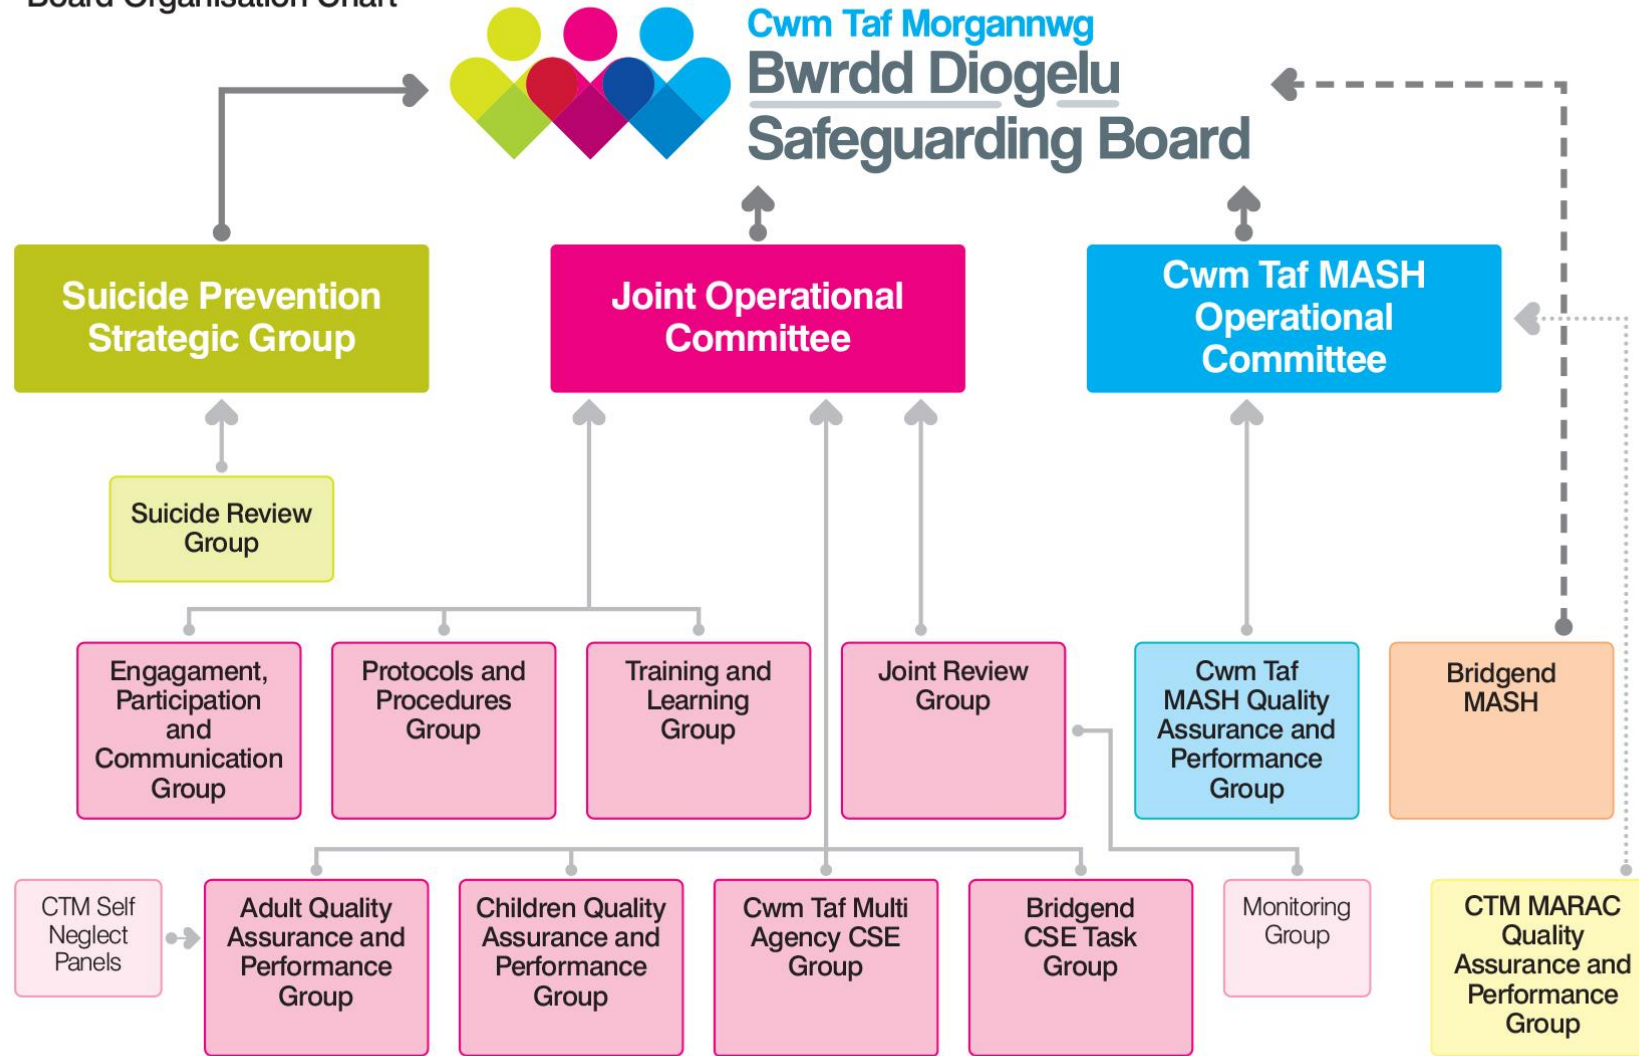 Board Organisation Chart
Cwm Taf Morgannwg
Bwrdd Diogelu
Safeguarding Board
Suicide Prevention
Strategic Group
Joint Operational
Committee
Cwm Taf MASH
Operational
Committee
Suicide Review
Group
Engagament,
Participation
and
Communication
Group
Protocols and
Procedures
Group
Training and
Learning
Group
Joint Review
Group
Cwm Taf
MASH Quality
Assurance and
Performance
Group
Bridgend
MASH
CTM Self
Neglect
Panels
Adult Quality
Assurance and
Performance
Group
Children Quality
Assurance and
Performance
Group
Cwm Taf Multi
Agency CSE
Group
Bridgend
CSE Task
Group
Monitoring
Group
CTM MARAC
Quality
Assurance and
Performance
Group